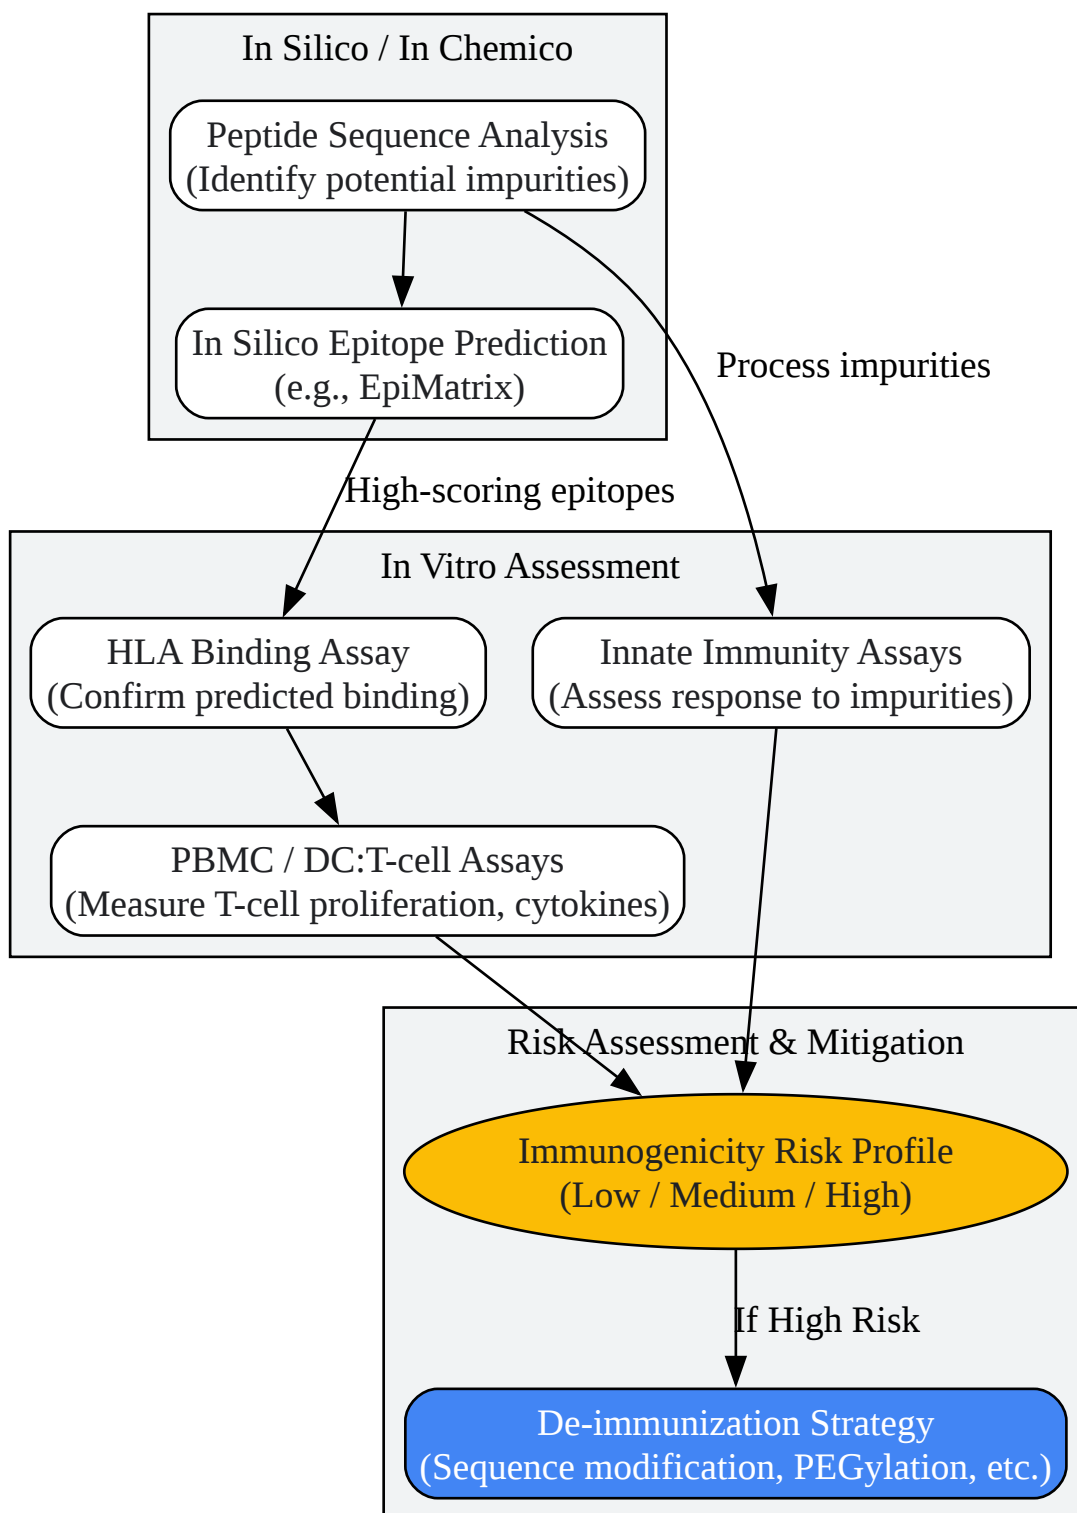 In Silico / In Chemico
Peptide Sequence Analysis
(Identify potential impurities)
In Silico Epitope Prediction
(e.g., EpiMatrix)
Process impurities
High-scoring epitopes
In Vitro Assessment
HLA Binding Assay
(Confirm predicted binding)
Innate Immunity Assays
(Assess response to impurities)
PBMC / DC:T-cell Assays
(Measure T-cell proliferation, cytokines)
Risk Assessment & Mitigation
Immunogenicity Risk Profile
(Low / Medium / High)
If High Risk
De-immunization Strategy
(Sequence modification, PEGylation, etc.)